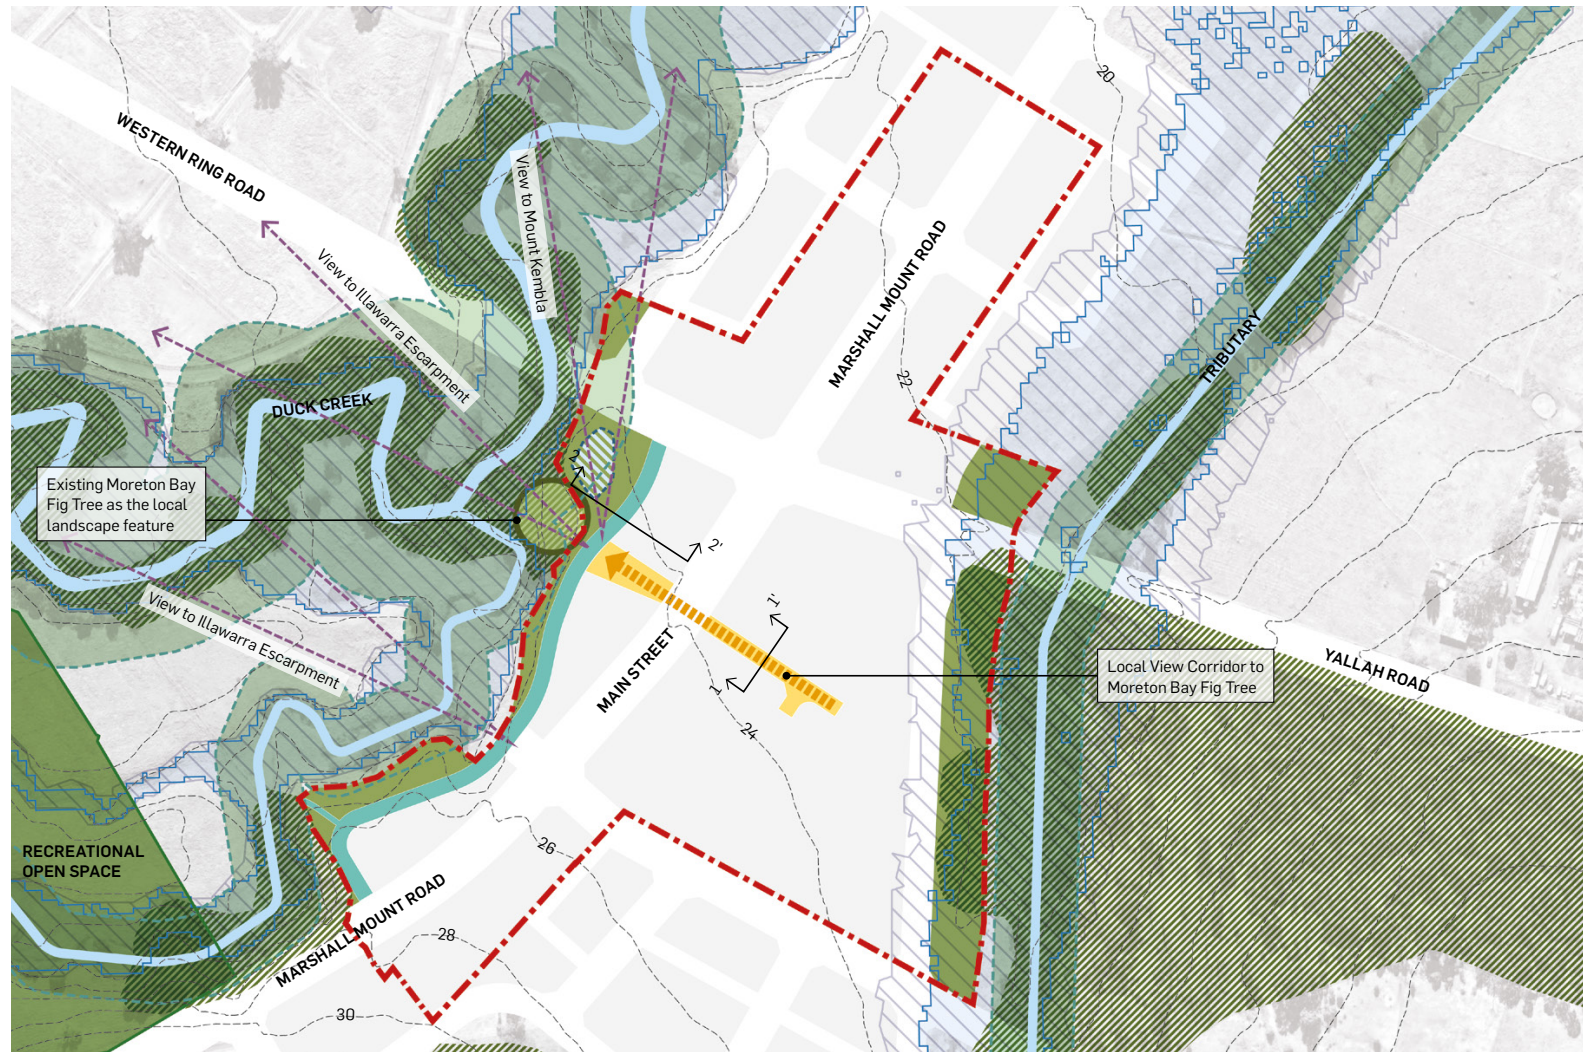 20
WESTERN RING ROAD
View to Mount Kembla
View to Illawarra Escarpment
MARSHALL MOUNT ROAD
TRIBUTARY
22
DUCK CREEK
Existing Moreton Bay
Fig Tree as the local
landscape feature
2
2'
View to Illawarra Escarpment
1'
1
MAIN STREET
Local View Corridor to
Moreton Bay Fig Tree
YALLAH ROAD
24
26
RECREATIONAL
OPEN SPACE
MARSHALL MOUNT ROAD
28
30